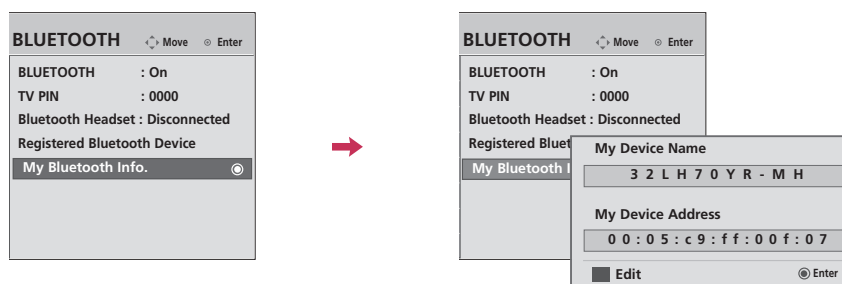 BLUETOOTH Move Enter
BLUETOOTH : On
TV PIN : 0000
Bluetooth Headset : Disconnected
Registered Bluetooth Device
My Bluetooth Info.
BLUETOOTH Move Enter
BLUETOOTH : On
TV PIN : 0000
Bluetooth Headset : Disconnected
Registered Bluet
My Bluetooth I
My Device Name
32LH70YR-MH
My Device Address
00:05:c9:ff:00f:07
Edit Enter